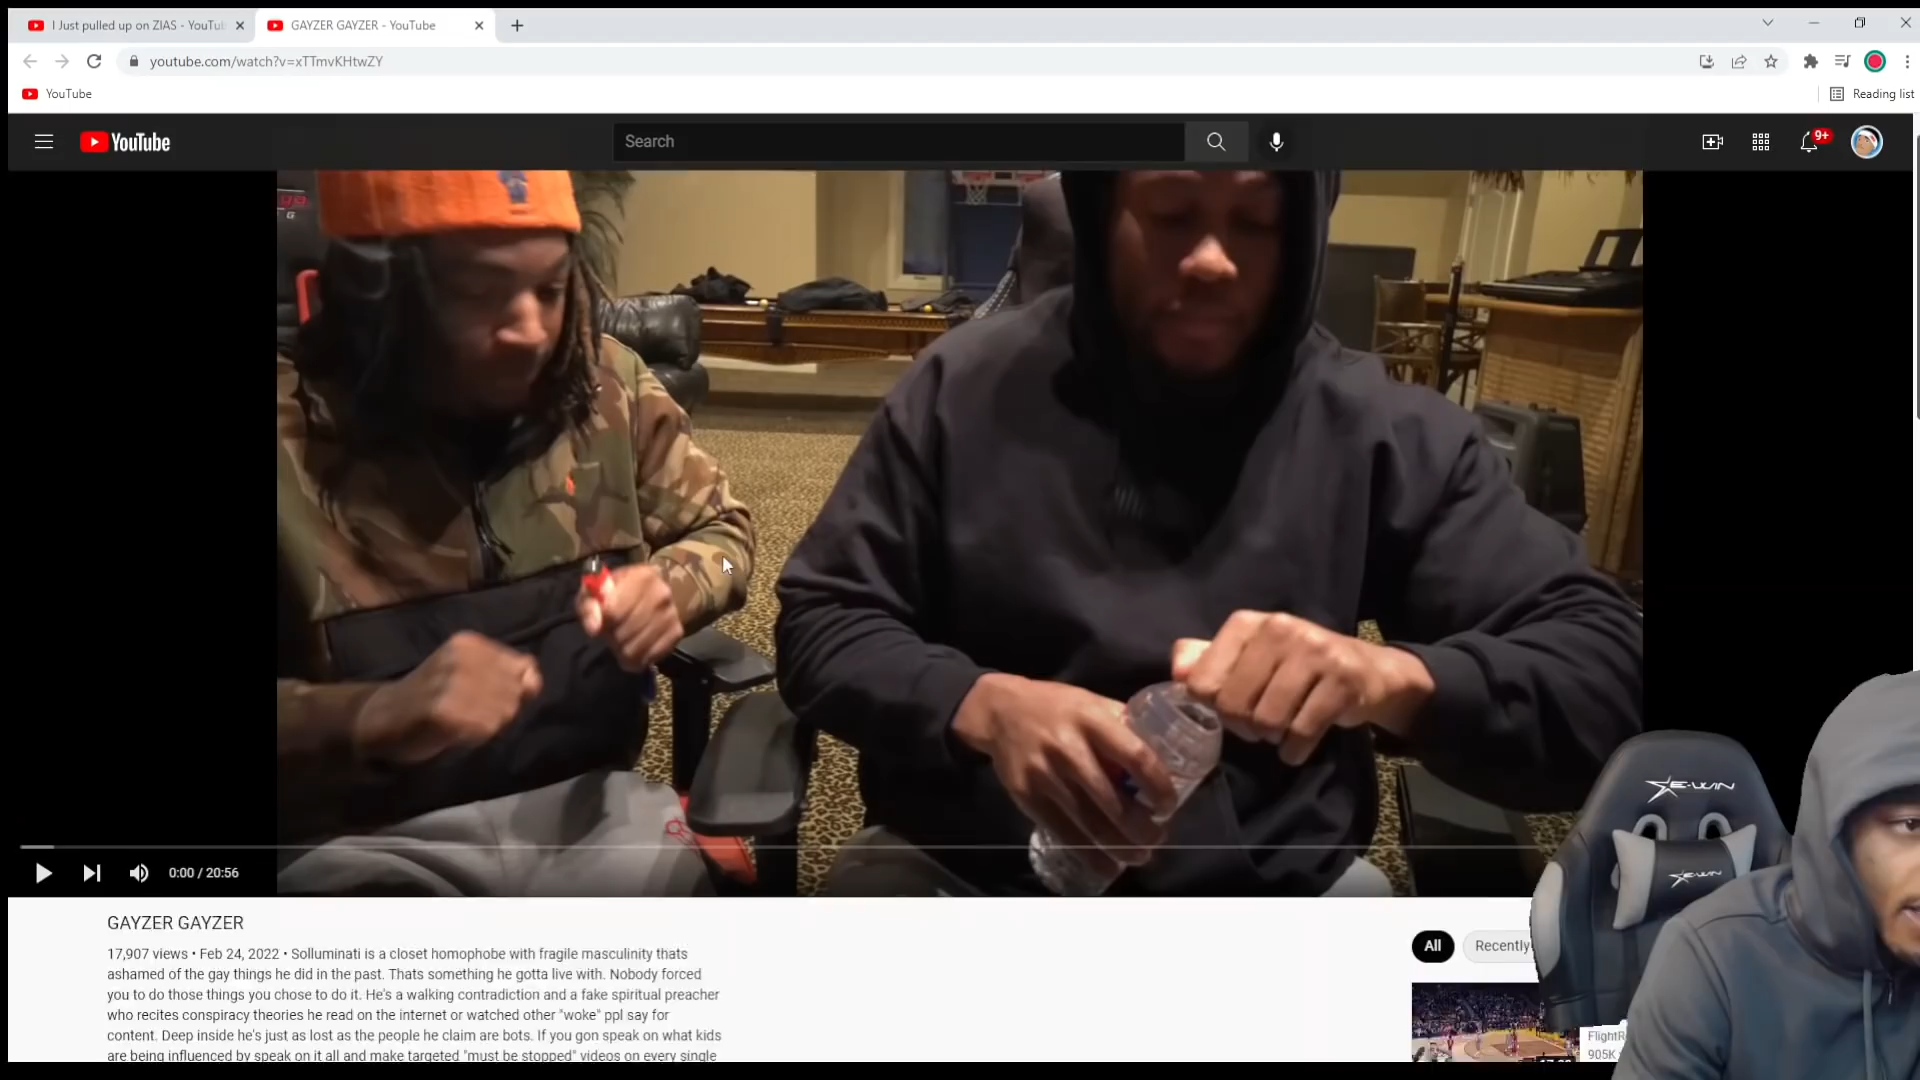 I Just pulled up on ZIAS - YouTu
GAYZER GAYZER - YouTube
youtube.com/watch?v=xTTmvKHtwZY
YouTube
Reading list
YouTube
Search
9+
G
E-WIN
0:00 / 20:56
GAYZER GAYZER
17,907 views • Feb 24, 2022 • Solluminati is a closet homophobe with fragile masculinity thats
ashamed of the gay things he did in the past. Thats something he gotta live with. Nobody forced
you to do those things you chose to do it. He's a walking contradiction and a fake spiritual preacher
who recites conspiracy theories he read on the internet or watched other "woke" ppl say for
content. Deep inside he's just as lost as the people he claim are bots. If you gon speak on what kids
are being influenced by speak on it all and make targeted "must be stopped" videos on every single
All
Recently
FlightR
905K